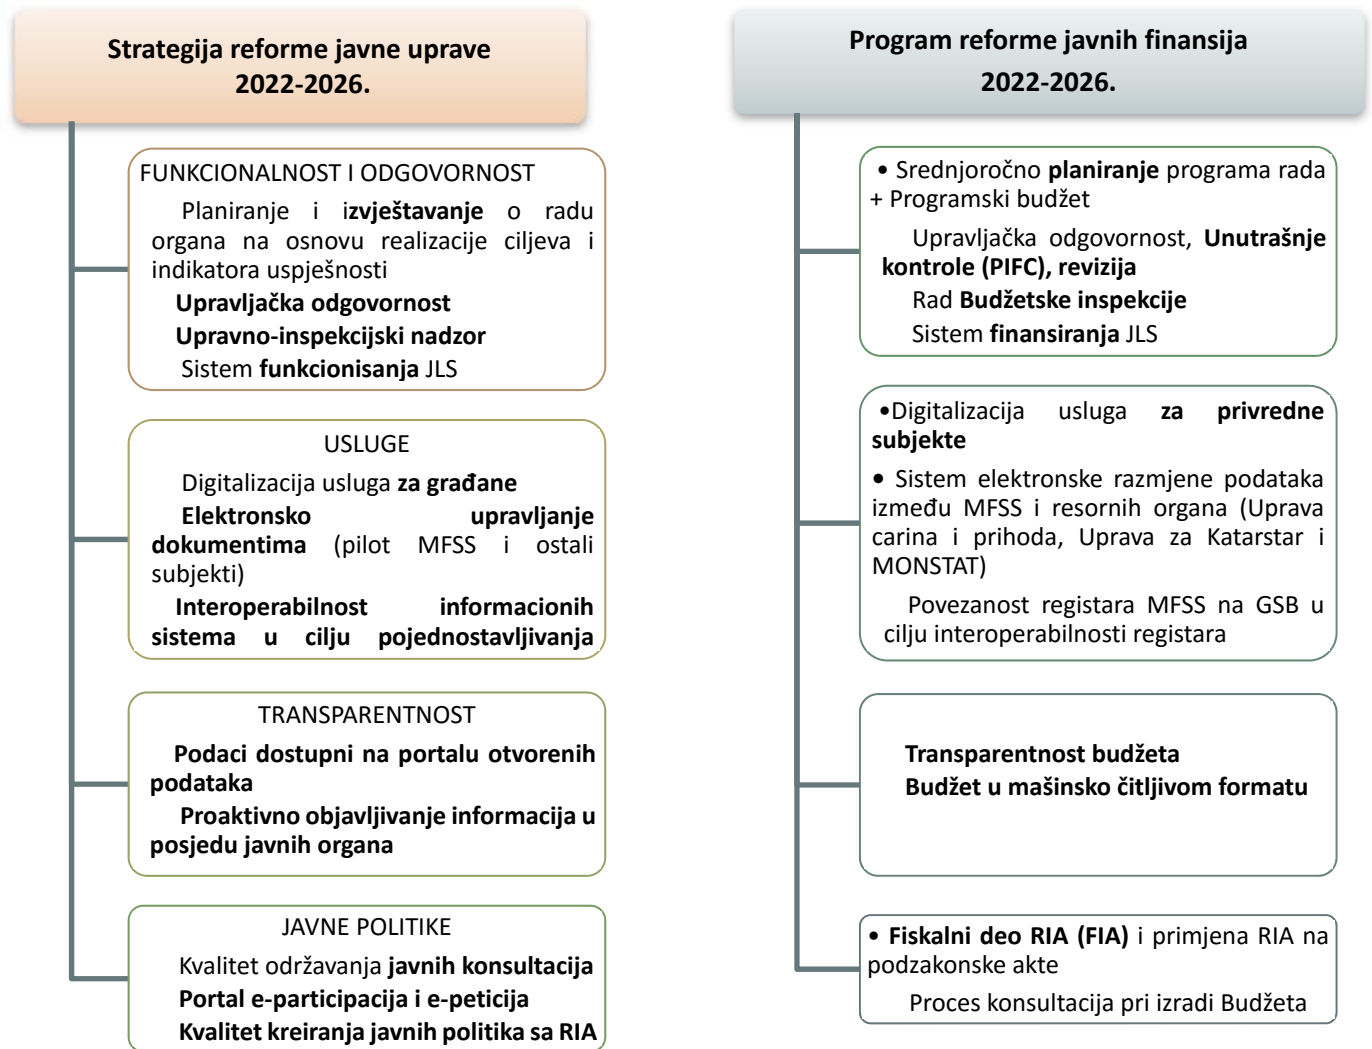 Strategija reforme javne uprave
2022-2026.
FUNKCIONALNOST I ODGOVORNOST
Planiranje i izvještavanje o radu
organa na osnovu realizacije ciljeva i
indikatora uspješnosti
Upravljačka odgovornost
Upravno-inspekcijski nadzor
Sistem funkcionisanja JLS
USLUGE
Digitalizacija usluga za građane
Elektronsko upravljanje
dokumentima (pilot MFSS i ostali
subjekti)
Interoperabilnost informacionih
sistema u cilju pojednostavljivanja
TRANSPARENTNOST
Podaci dostupni na portalu otvorenih
podataka
Proaktivno objavljivanje informacija u
posjedu javnih organa
JAVNE POLITIKE
Kvalitet održavanja javnih konsultacija
Portal e-participacija i e-peticija
Kvalitet kreiranja javnih politika sa RIA
Program reforme javnih finansija
2022-2026.
• Srednjoročno planiranje programa rada
+ Programski budžet
Upravljačka odgovornost, Unutrašnje
kontrole (PIFC), revizija
Rad Budžetske inspekcije
Sistem finansiranja JLS
•Digitalizacija usluga za privredne
subjekte
• Sistem elektronske razmjene podataka
između MFSS i resornih organa (Uprava
carina i prihoda, Uprava za Katarstar i
MONSTAT)
Povezanost registara MFSS na GSB u
cilju interoperabilnosti registara
Transparentnost budžeta
Budžet u mašinsko čitljivom formatu
• Fiskalni deo RIA (FIA) i primjena RIA na
podzakonske akte
Proces konsultacija pri izradi Budžeta